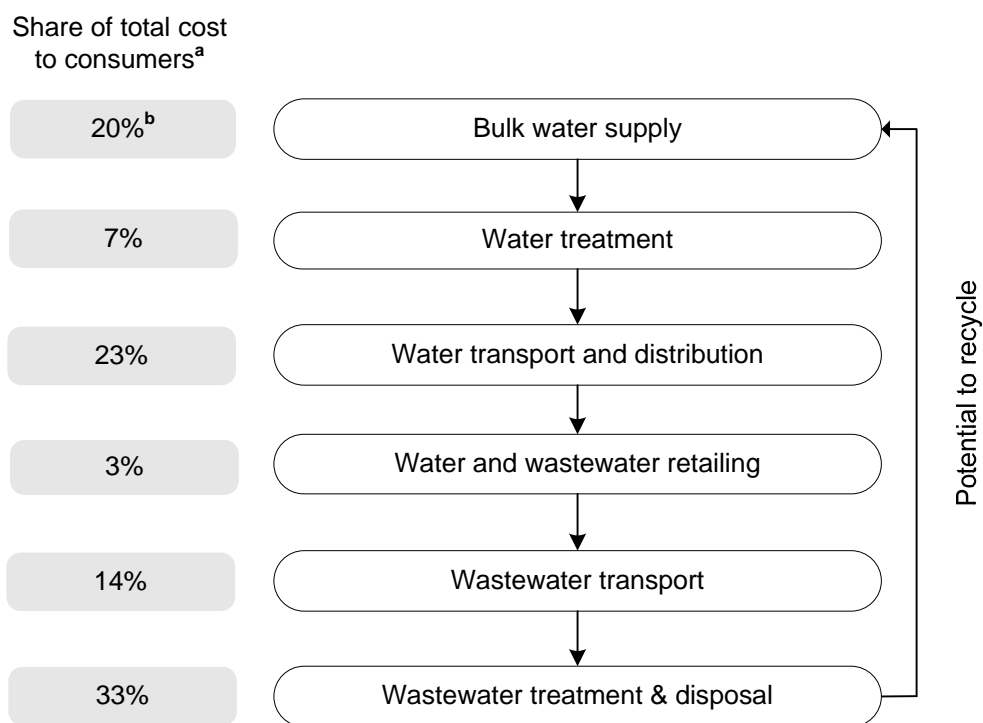 Share of total cost
to consumersª
20%ᵇ
Bulk water supply
7%
Water treatment
23%
Water transport and distribution
3%
Water and wastewater retailing
14%
Wastewater transport
33%
Wastewater treatment & disposal
Potential to recycle